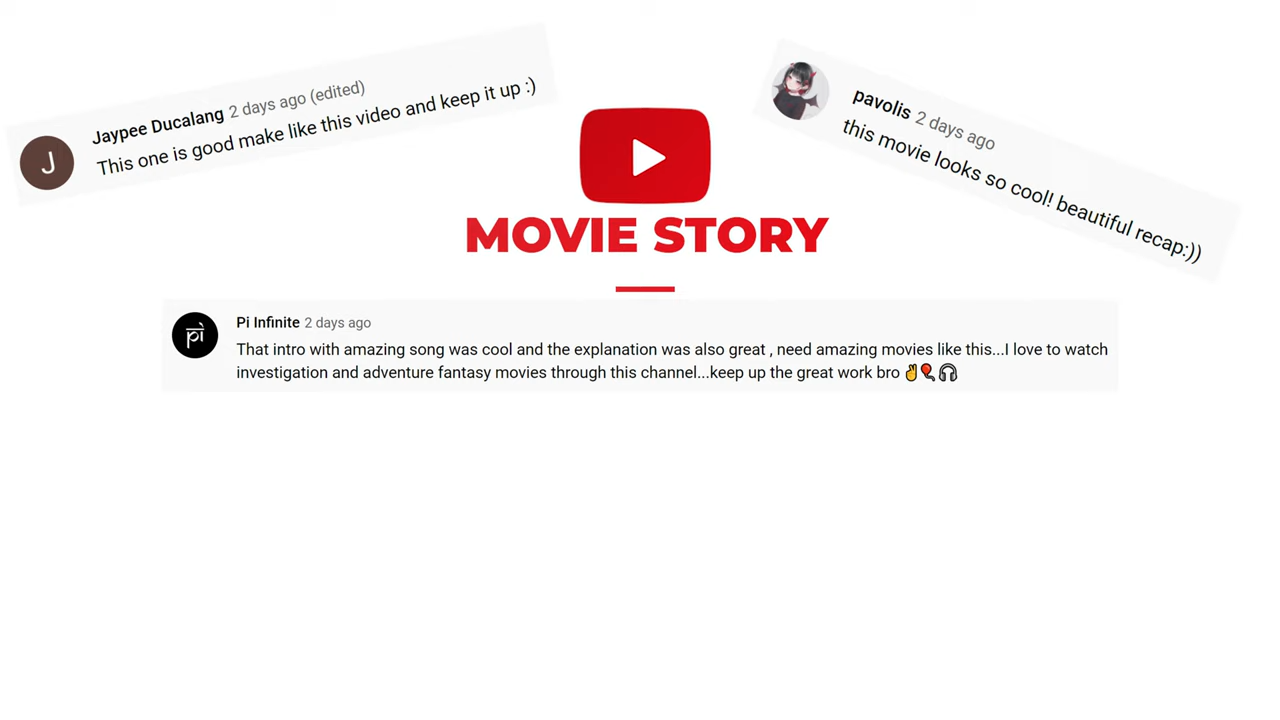 Jaypee Ducalang 2 days ago (edited)
This one is good make like this video and keep it up :)
pavolis 2 days ago
this movie looks so cool! beautiful recap:))
MOVIE STORY
Pi Infinite 2 days ago
That intro with amazing song was cool and the explanation was also great , need amazing movies like this...I love to watch
investigation and adventure fantasy movies through this channel...keep up the great work bro ✌️🎈🎧
J
pi